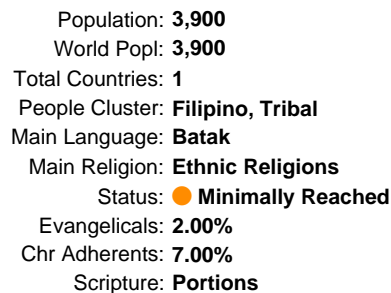 Population: 3,900
World Popl: 3,900
Total Countries: 1
People Cluster: Filipino, Tribal
Main Language: Batak
Main Religion: Ethnic Religions
Status: Minimally Reached
Evangelicals: 2.00%
Chr Adherents: 7.00%
Scripture: Portions